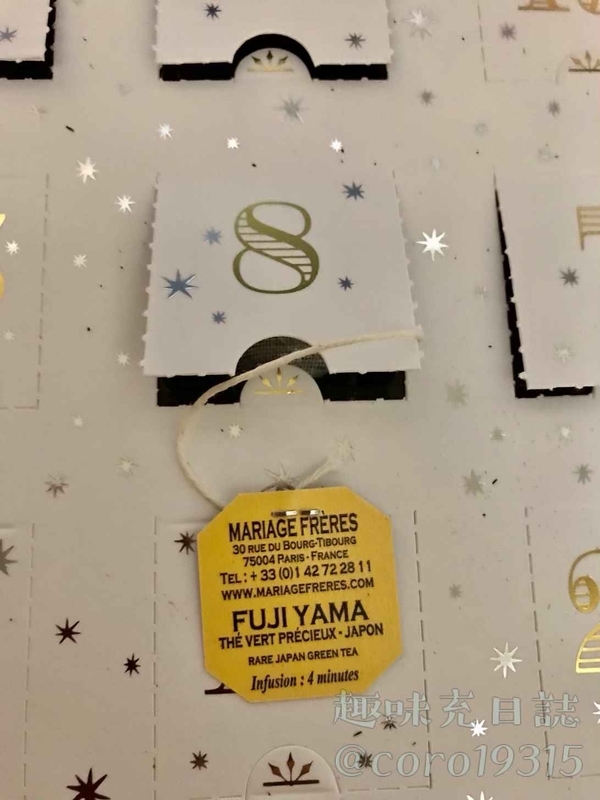 8
MARIAGE FRÈRES
30 RUE DU BOURG-TIBOURG
75004 PARIS - FRANCE
TEL : + 33 (0)1 42 72 28 11
WWW.MARIAGEFRERES.COM
FUJI YAMA
THÉ VERT PRÉCIEUX - JAPON
RARE JAPAN GREEN TEA
Infusion : 4 minutes
趣味充日誌
@coro19315